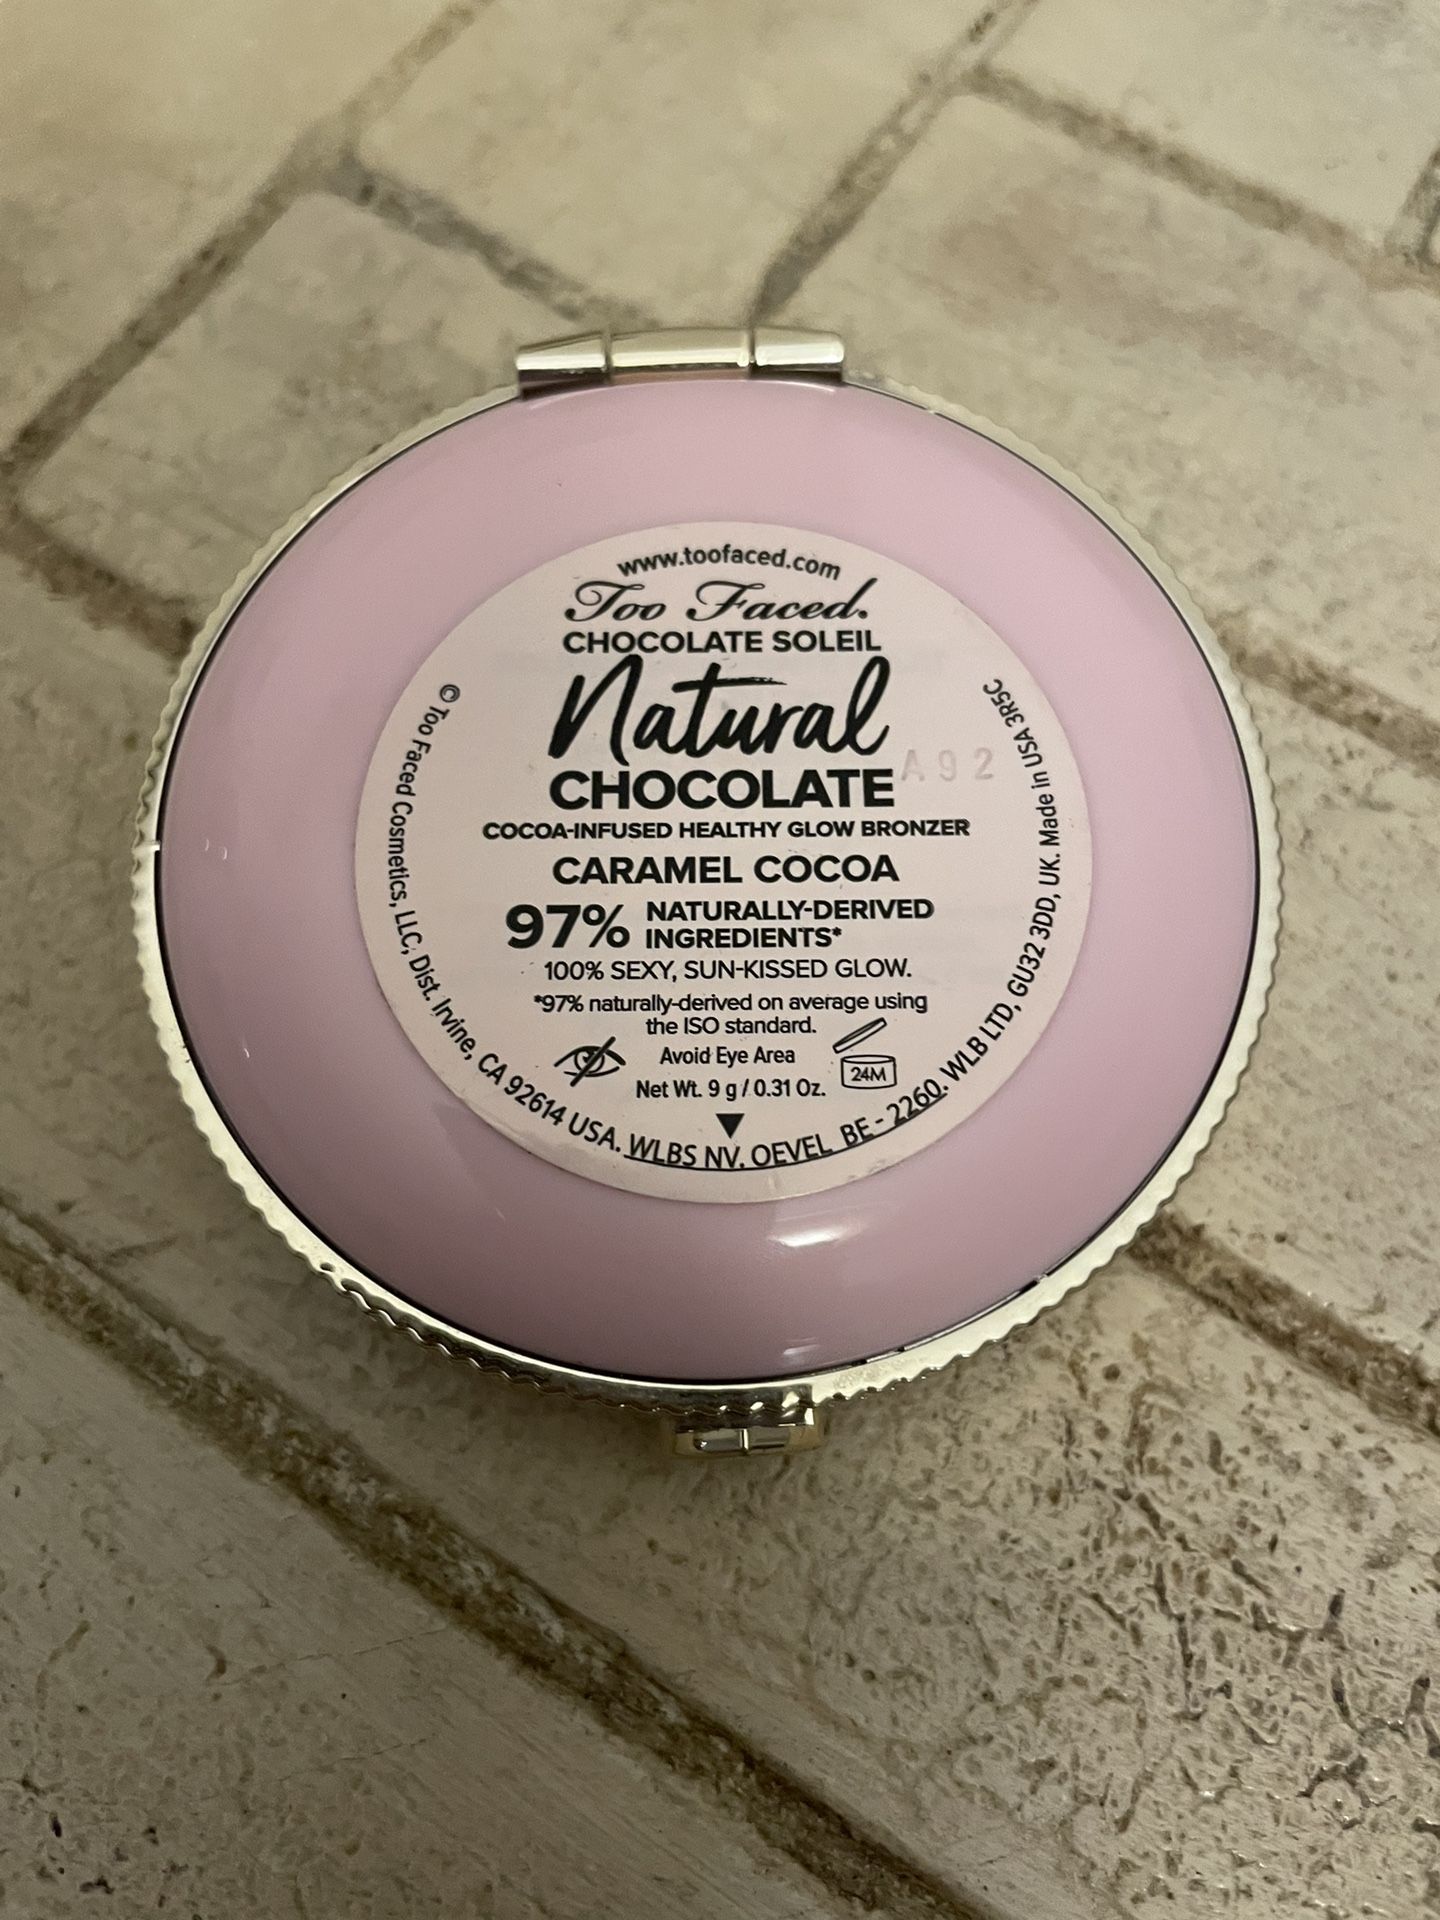 www.toofaced.com
Too Faced.
CHOCOLATE SOLEIL
Natural
CHOCOLATE
A92
COCOA-INFUSED HEALTHY GLOW BRONZER
CARAMEL COCOA
97% NATURALLY-DERIVED
INGREDIENTS*
100% SEXY, SUN-KISSED GLOW.
*97% naturally-derived on average using
the ISO standard.
Avoid Eye Area
24M
Net Wt. 9 g / 0.31 Oz.
© Too Faced Cosmetics, LLC, Dist. Irvine, CA 92614 USA. WLBS NV. OEVEL BE - 2260. WLB LTD, GU32 3DD, UK. Made in USA 3R5C